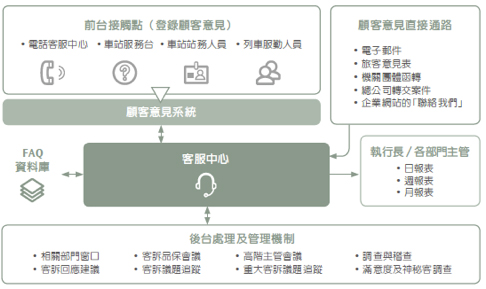 前台接觸點（登錄顧客意見）
• 電話客服中心 • 車站服務台 • 車站站務人員 • 列車服勤人員
顧客意見系統
顧客意見直接通路
• 電子郵件
• 旅客意見表
• 機關團體函轉
• 總公司轉交案件
• 企業網站的「聯絡我們」
FAQ
資料庫
客服中心
執行長／各部門主管
• 日報表
• 週報表
• 月報表
後台處理及管理機制
• 相關部門窗口 • 客訴品保會議 • 高階主管會議 • 調查與稽查
• 客訴回應建議 • 客訴議題追蹤 • 重大客訴議題追蹤 • 滿意度及神秘客調查